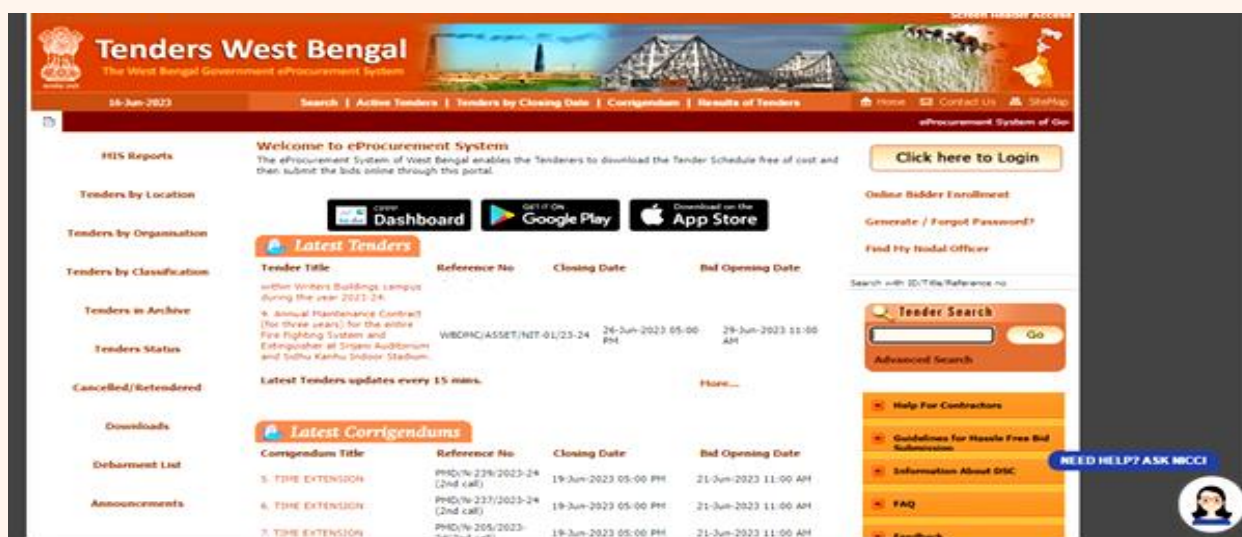 Screen Reader Access
Tenders West Bengal
The West Bengal Government eProcurement System
16-Jun-2023
Search | Active Tenders | Tenders by Closing Date | Corrigendum | Results of Tenders
Home Contact Us SiteMap
eProcurement System of Go
MIS Reports
Tenders by Location
Tenders by Organisation
Tenders by Classification
Tenders in Archive
Tenders Status
Cancelled/Retendered
Downloads
Debarment List
Announcements
Welcome to eProcurement System
The eProcurement System of West Bengal enables the Tenderers to download the Tender Schedule free of cost and
then submit the bids online through this portal.
Dashboard
GET IT ON
Google Play
Download on the
App Store
Latest Tenders
Tender Title Reference No Closing Date Bid Opening Date
within Writers Buildings campus
during the year 2023-24.
9. Annual Maintenance Contract
(for three years) for the entire
Fire Fighting System and
Extinguisher at Srijani Auditorium
and Sidhu Kanhu Indoor Stadium.
WBDMC/ASSET/NIT-01/23-24
26-Jun-2023 05:00
PM
29-Jun-2023 11:00
AM
Latest Tenders updates every 15 mins.
More...
Latest Corrigendums
Corrigendum Title Reference No Closing Date Bid Opening Date
5. TIME EXTENSION PMD/N-239/2023-24
(2nd call) 19-Jun-2023 05:00 PM 21-Jun-2023 11:00 AM
6. TIME EXTENSION PMD/N-237/2023-24
(2nd call) 19-Jun-2023 05:00 PM 21-Jun-2023 11:00 AM
7. TIME EXTENSION PMD/N-205/2023-
19-Jun-2023 05:00 PM 21-Jun-2023 11:00 AM
Click here to Login
Online Bidder Enrollment
Generate / Forgot Password?
Find My Nodal Officer
Search with ID/Title/Reference no
Tender Search
Go
Advanced Search
Help For Contractors
Guidelines for Hassle Free Bid
Submission
Information About DSC
FAQ
Feedback
NEED HELP? ASK NICCI